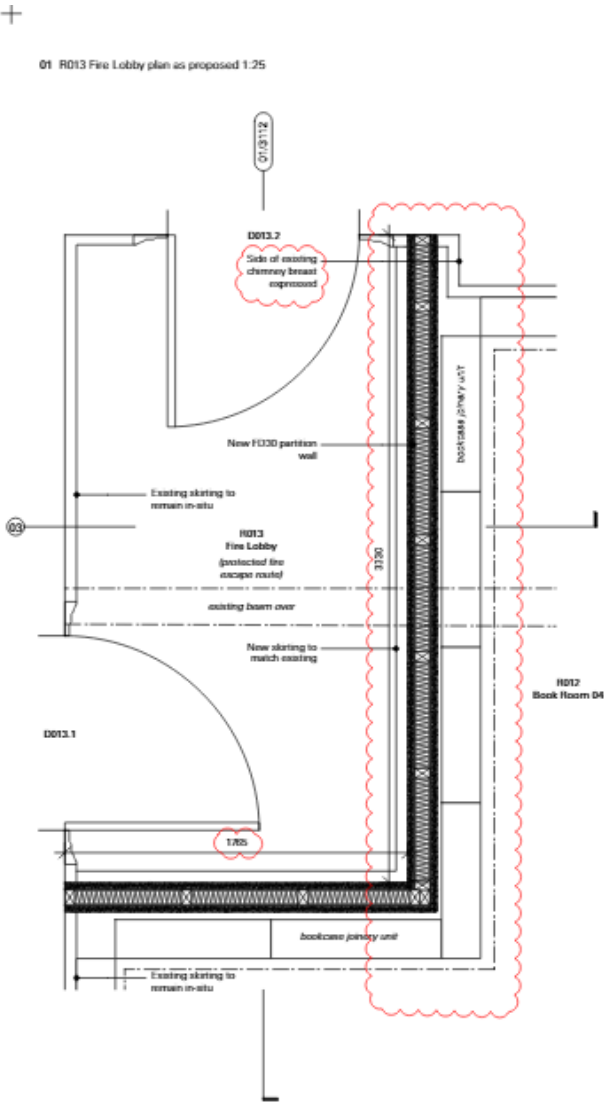 01 R013 Fire Lobby plan as proposed 1:25
01/3112
D013.2
Side of existing
chimney breast
expressed
bookcase joinery unit
New FD30 partition
wall
Existing skirting to
remain in-situ
03
R013
Fire Lobby
(protected fire
escape route)
3330
existing beam over
New skirting to
match existing
R012
Book Room 04
D013.1
1765
bookcase joinery unit
Existing skirting to
remain in-situ